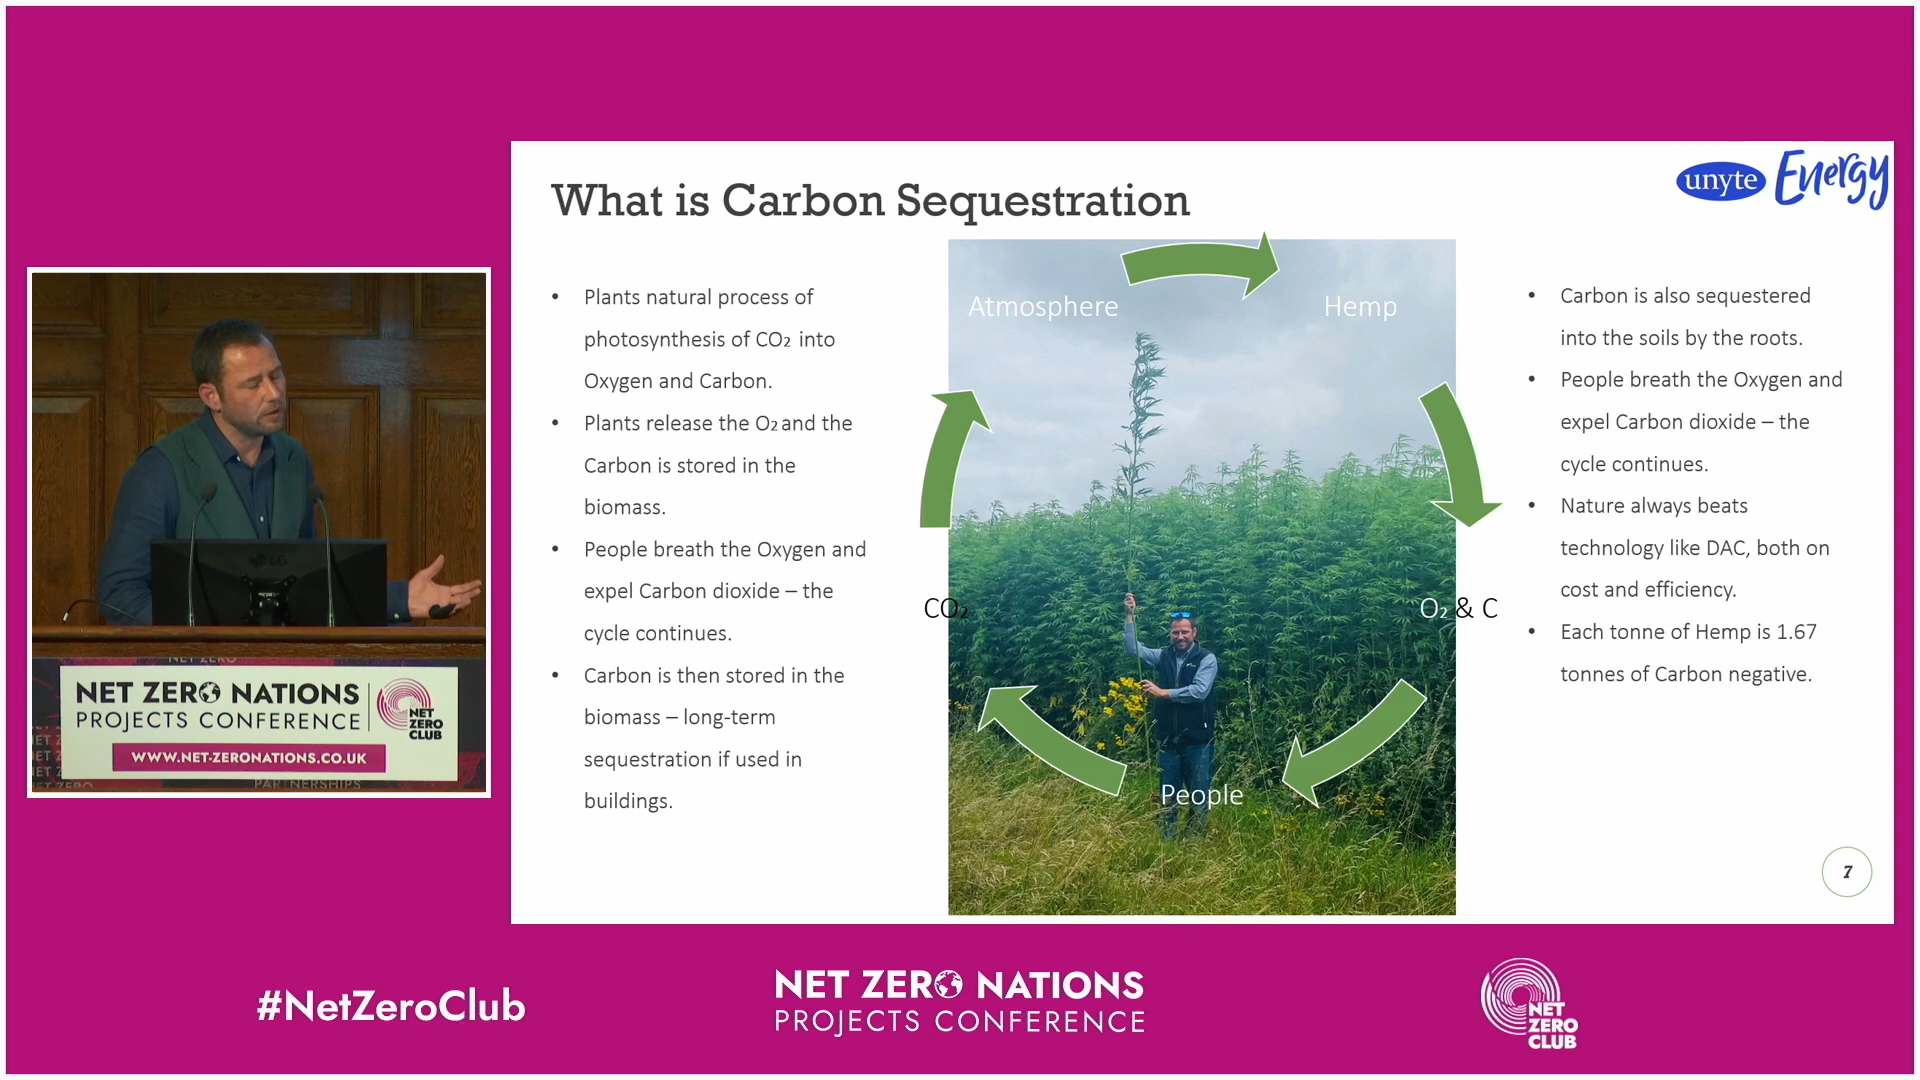 unyte Energy
What is Carbon Sequestration
• Plants natural process of
photosynthesis of CO₂ into
Oxygen and Carbon.
• Plants release the O₂ and the
Carbon is stored in the
biomass.
• People breath the Oxygen and
expel Carbon dioxide – the
cycle continues.
• Carbon is then stored in the
biomass – long-term
sequestration if used in
buildings.
Atmosphere
Hemp
CO₂
O₂ & C
People
• Carbon is also sequestered
into the soils by the roots.
• People breath the Oxygen and
expel Carbon dioxide – the
cycle continues.
• Nature always beats
technology like DAC, both on
cost and efficiency.
• Each tonne of Hemp is 1.67
tonnes of Carbon negative.
7
LG
NET ZERO
NET ZERO NATIONS
PROJECTS CONFERENCE
NET
ZERO
CLUB
WWW.NET-ZERONATIONS.CO.UK
PARTNERSHIPS
#NetZeroClub
NET ZERO NATIONS
PROJECTS CONFERENCE
NET
ZERO
CLUB